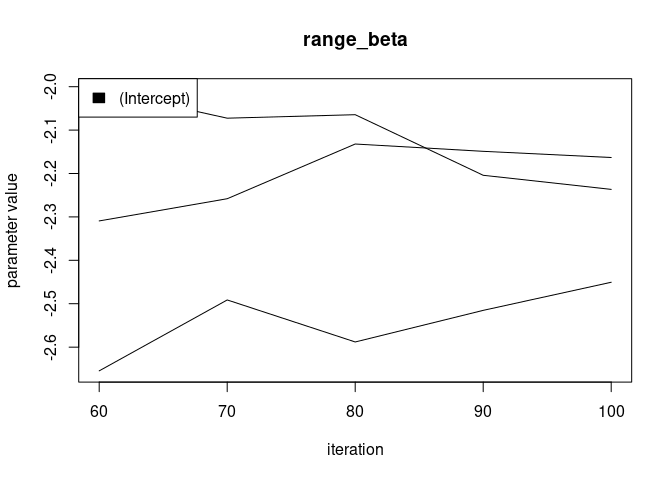 range_beta
(Intercept)
parameter value
-2.0
-2.1
-2.2
-2.3
-2.4
-2.5
-2.6
60 70 80 90 100
iteration